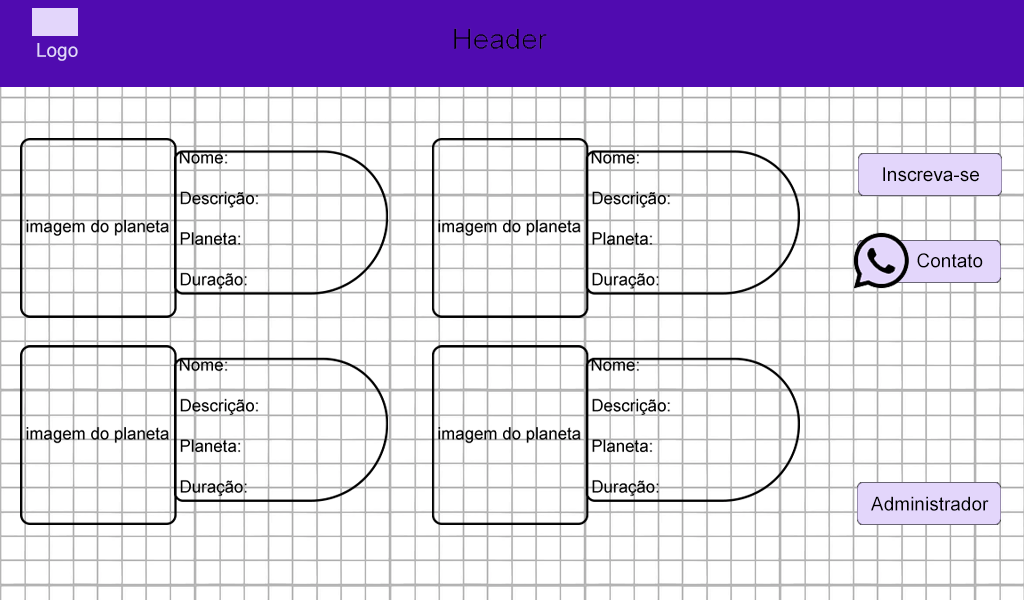 Logo
Header
imagem do planeta
Nome:
Descrição:
Planeta:
Duração:
imagem do planeta
Nome:
Descrição:
Planeta:
Duração:
Inscreva-se
Contato
imagem do planeta
Nome:
Descrição:
Planeta:
Duração:
imagem do planeta
Nome:
Descrição:
Planeta:
Duração:
Administrador